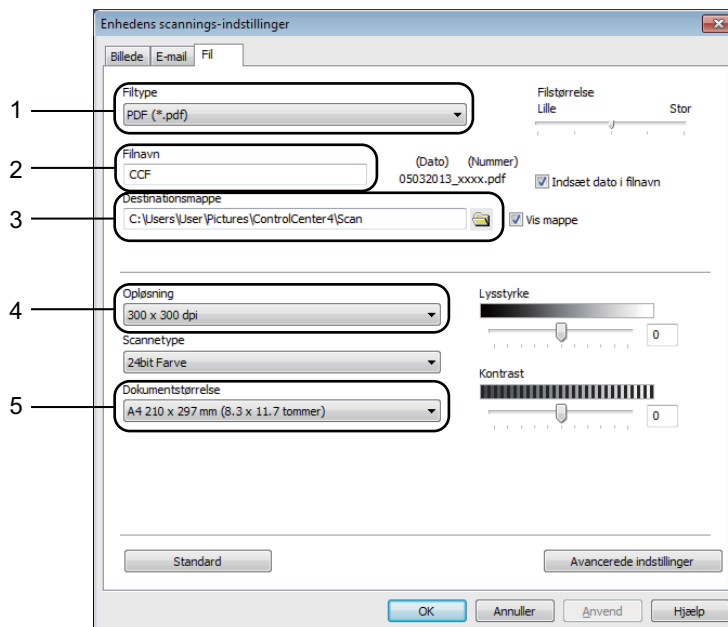 Enhedens scannings-indstillinger
Billede E-mail Fil
1
Filtype
PDF (*.pdf)
Filstørrelse
Lille Stor
2
Filnavn
CCF
(Dato) (Nummer)
05032013_xxxx.pdf
Indsæt dato i filnavn
3
Destinationsmappe
C:\Users\User\Pictures\ControlCenter4\Scan
Vis mappe
4
Opløsning
300 x 300 dpi
Lysstyrke
0
Scannetype
24bit Farve
Kontrast
0
5
Dokumentstørrelse
A4 210 x 297 mm (8.3 x 11.7 tommer)
Standard
Avancerede indstillinger
OK Annuller Anvend Hjælp